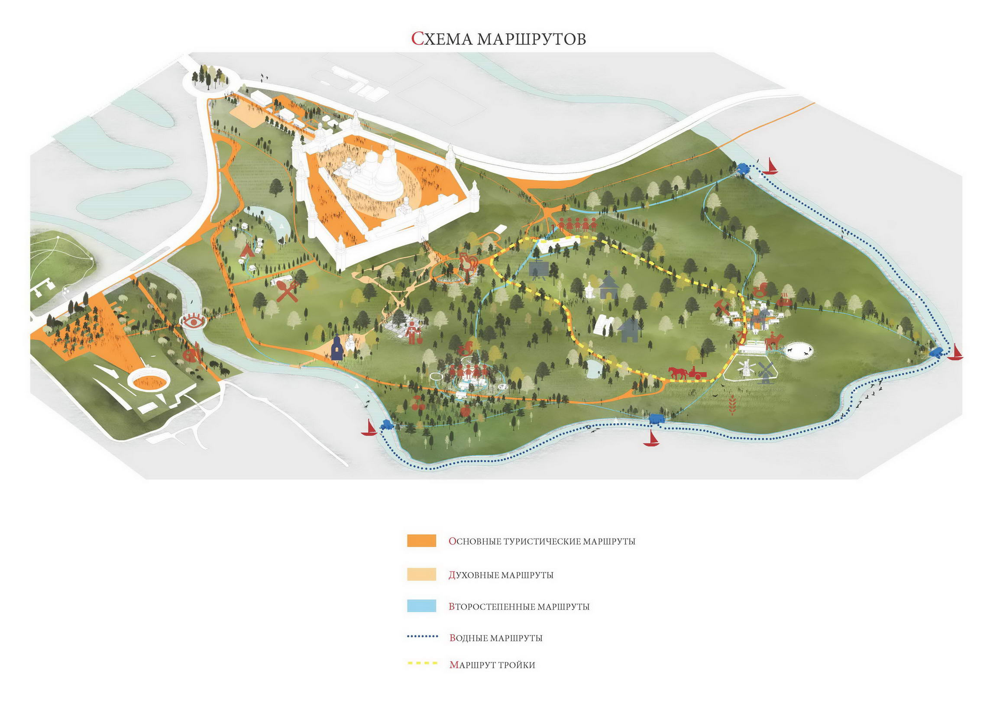 Схема маршрутов
Основные туристические маршруты
Духовные маршруты
Второстепенные маршруты
Водные маршруты
Маршрут тройки